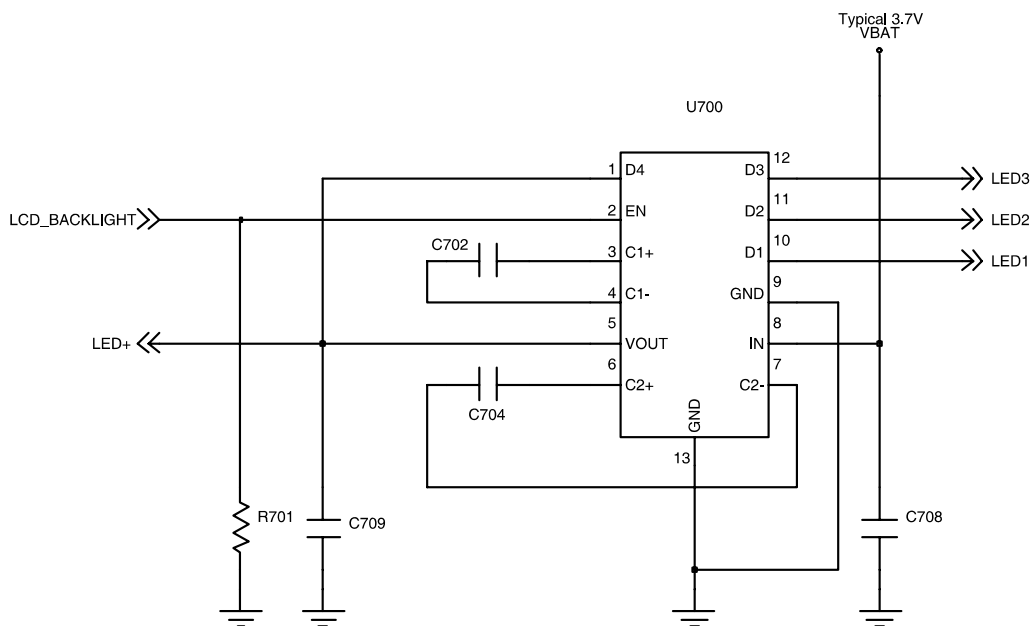 Typical 3.7V
VBAT
U700
1 D4 D3 12 LED3
LCD_BACKLIGHT 2 EN D2 11 LED2
C702 3 C1+ D1 10 LED1
4 C1- GND 9
LED+ 5 VOUT IN 8
6 C2+ C2- 7
C704
GND
13
R701 C709 C708